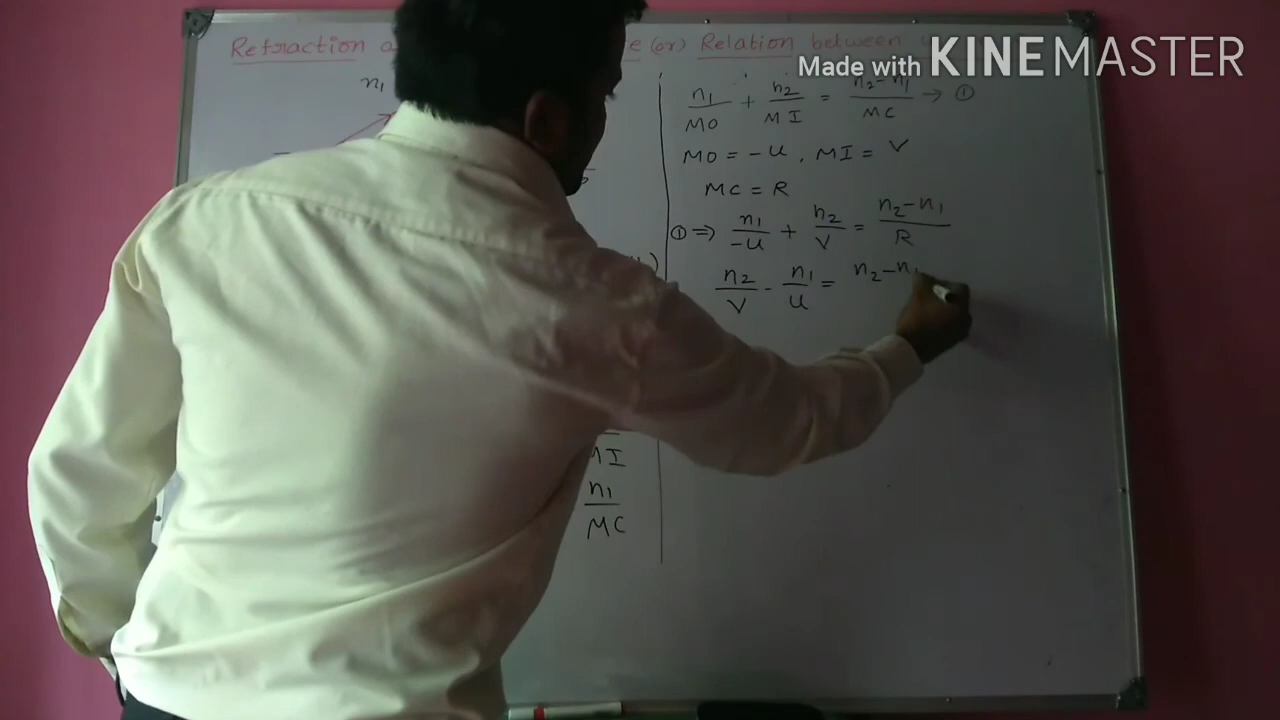 Refraction (or) Relation between
Made with KINEMASTER
n₁
n₁/MO + n₂/MI = n₂-n₁/MC → ①
MO = -u, MI = v
MC = R
① ⇒ n₁/-u + n₂/v = n₂-n₁/R
n₂/v - n₁/u = n₂-n₁
MI
n₁/MC